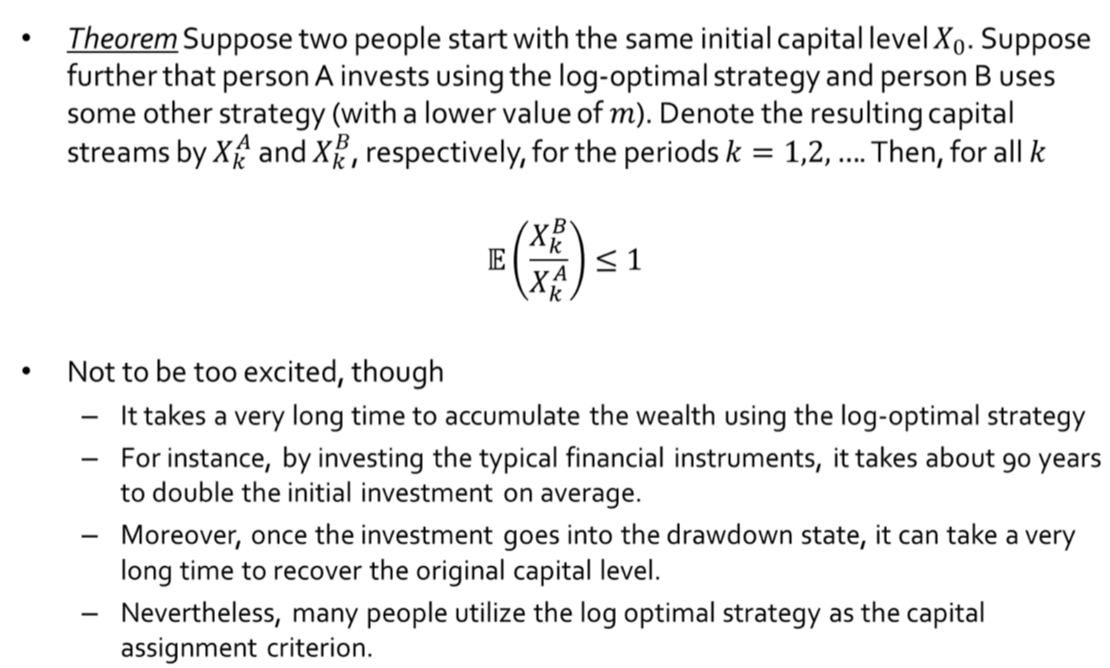 • Theorem Suppose two people start with the same initial capital level X₀. Suppose
further that person A invests using the log-optimal strategy and person B uses
some other strategy (with a lower value of m). Denote the resulting capital
streams by X_k^A and X_k^B, respectively, for the periods k = 1,2, .... Then, for all k
𝔼(X_k^B / X_k^A) ≤ 1
• Not to be too excited, though
– It takes a very long time to accumulate the wealth using the log-optimal strategy
– For instance, by investing the typical financial instruments, it takes about 90 years
to double the initial investment on average.
– Moreover, once the investment goes into the drawdown state, it can take a very
long time to recover the original capital level.
– Nevertheless, many people utilize the log optimal strategy as the capital
assignment criterion.